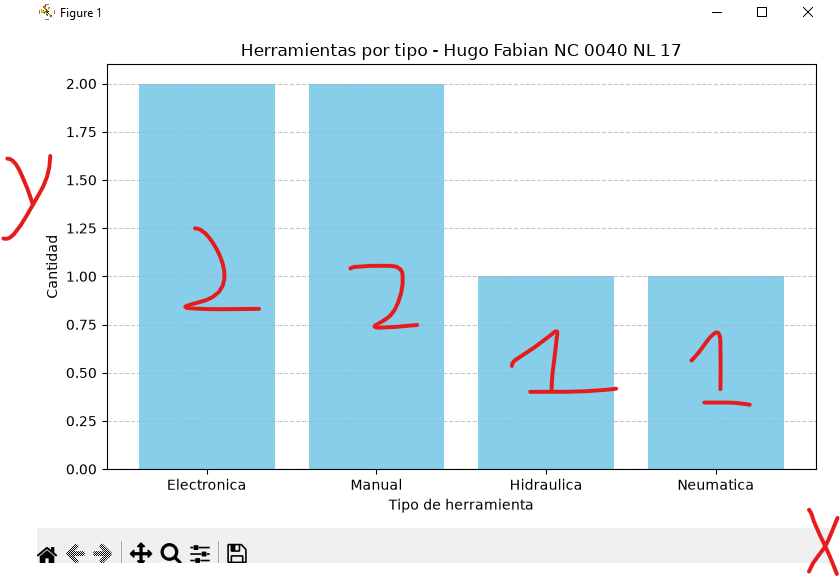 Figure 1
Herramientas por tipo - Hugo Fabian NC 0040 NL 17
2.00
1.75
1.50
1.25
1.00
0.75
0.50
0.25
0.00
y
Cantidad
2
2
1
1
Electronica
Manual
Hidraulica
Neumatica
Tipo de herramienta
X